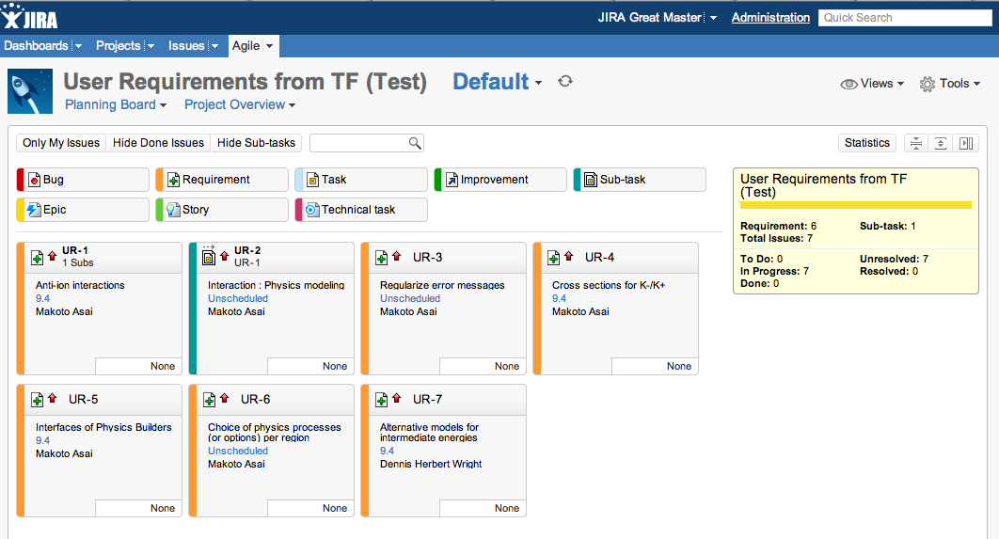 JIRA
JIRA Great Master
Administration
Quick Search
Dashboards
Projects
Issues
Agile
User Requirements from TF (Test)
Default
Planning Board
Project Overview
Views
Tools
Only My Issues
Hide Done Issues
Hide Sub-tasks
Statistics
Bug
Requirement
Task
Improvement
Sub-task
Epic
Story
Technical task
User Requirements from TF
(Test)
Requirement: 6
Sub-task: 1
Total Issues: 7
To Do: 0
Unresolved: 7
In Progress: 7
Resolved: 0
Done: 0
UR-1
1 Subs
Anti-ion interactions
9.4
Makoto Asai
None
UR-2
UR-1
Interaction : Physics modeling
Unscheduled
Makoto Asai
None
UR-3
Regularize error messages
Unscheduled
Makoto Asai
None
UR-4
Cross sections for K-/K+
9.4
Makoto Asai
None
UR-5
Interfaces of Physics Builders
9.4
Makoto Asai
None
UR-6
Choice of physics processes
(or options) per region
Unscheduled
Makoto Asai
None
UR-7
Alternative models for
intermediate energies
9.4
Dennis Herbert Wright
None